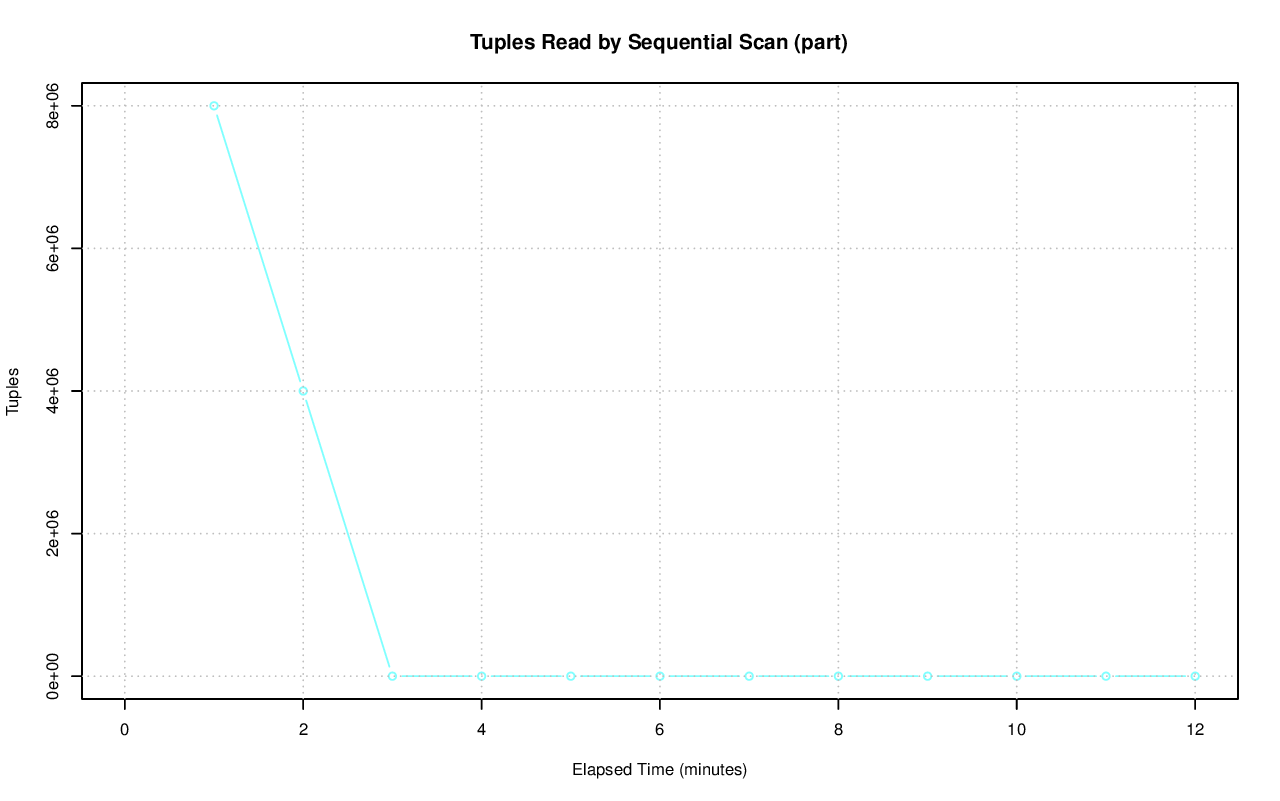 Tuples Read by Sequential Scan (part)
8e+06
6e+06
4e+06
2e+06
0e+00
Tuples
0 2 4 6 8 10 12
Elapsed Time (minutes)